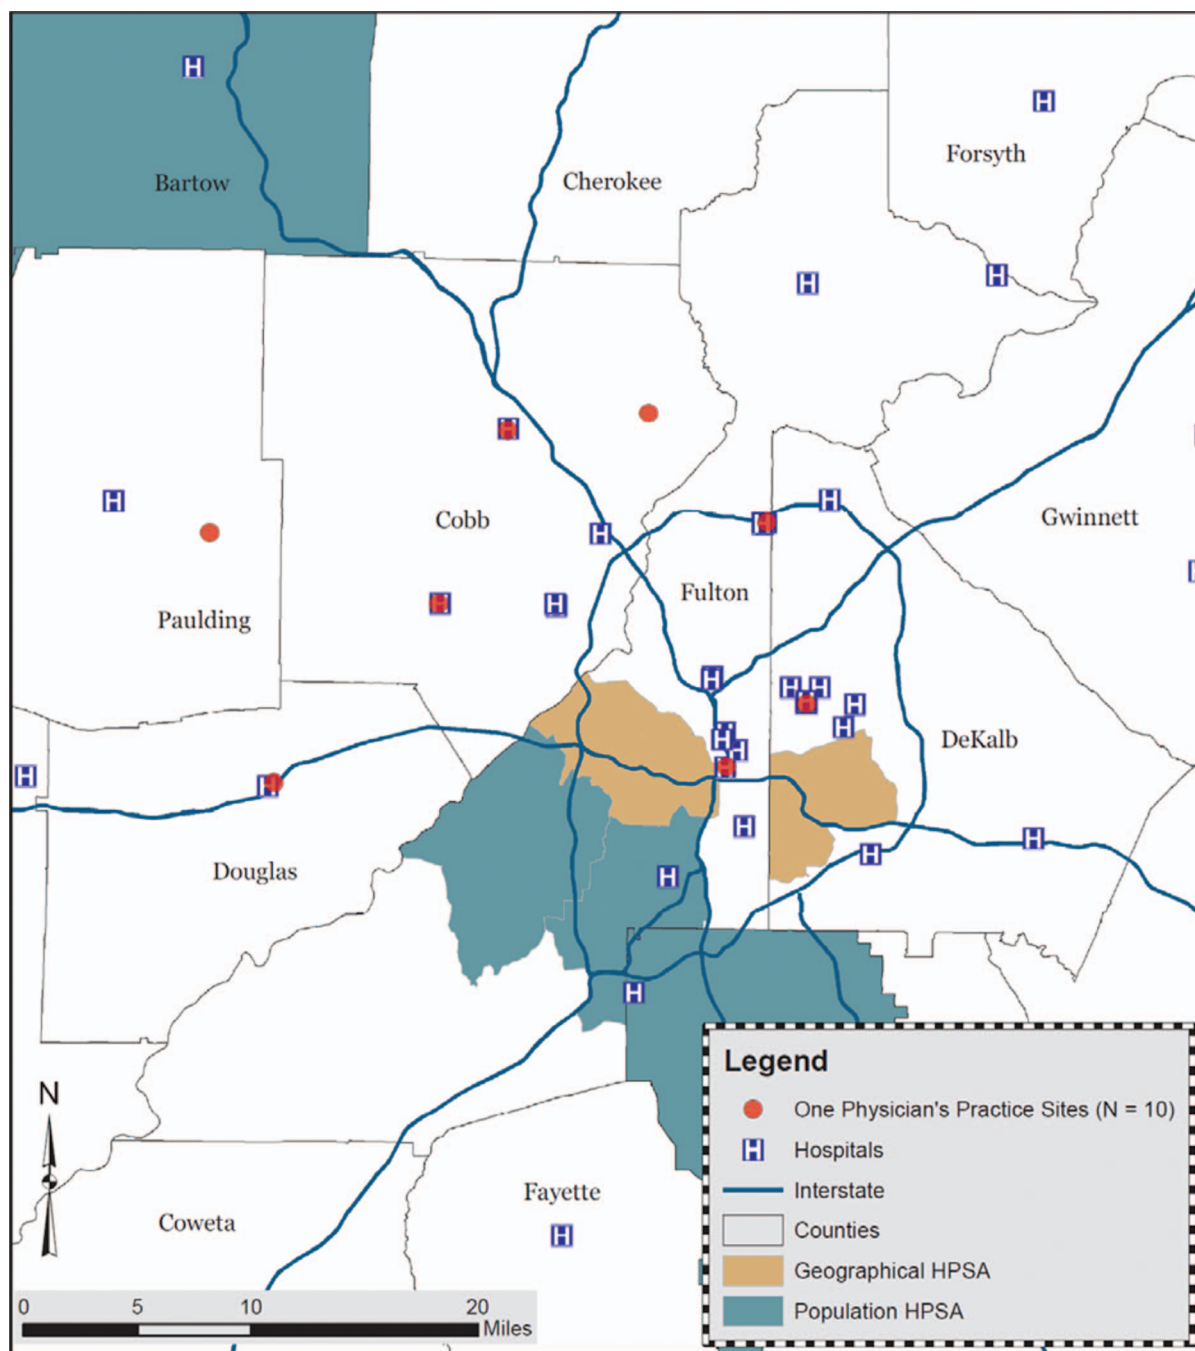 H
H
Forsyth
Bartow
Cherokee
H
H
H
H
H
H
H
Cobb
Gwinnett
H
Fulton
H
H
Paulding
H
H
H
H
H
H
H
H
H
DeKalb
H
H
H
H
H
H
H
Douglas
H
H
H
Legend
N
One Physician's Practice Sites (N = 10)
H Hospitals
Interstate
Fayette
Coweta
Counties
H
Geographical HPSA
0 5 10 20
Population HPSA
Miles